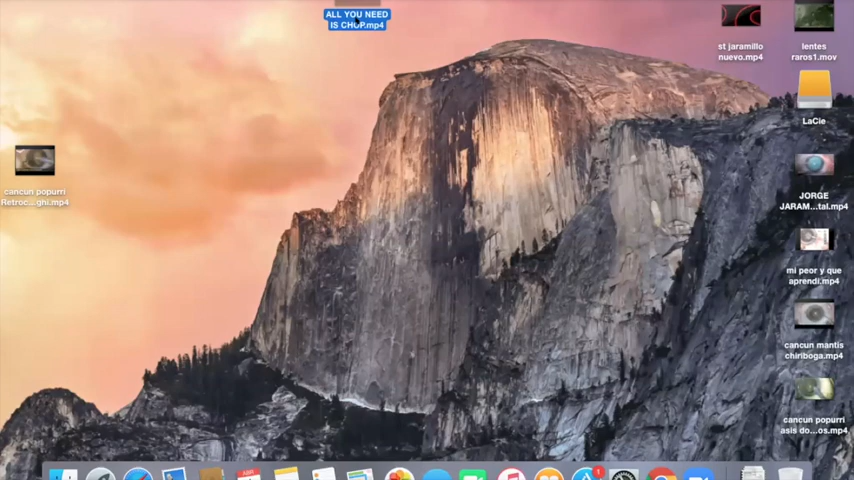 ALL YOU NEED
IS CHOP.mp4
st jaramillo
nuevo.mp4
lentes
raros1.mov
LaCie
cancun popurri
Retroc...ghi.mp4
JORGE
JARAM...tal.mp4
mi peor y que
aprendi.mp4
cancun mantis
chiriboga.mp4
cancun popurri
asis do...os.mp4
1